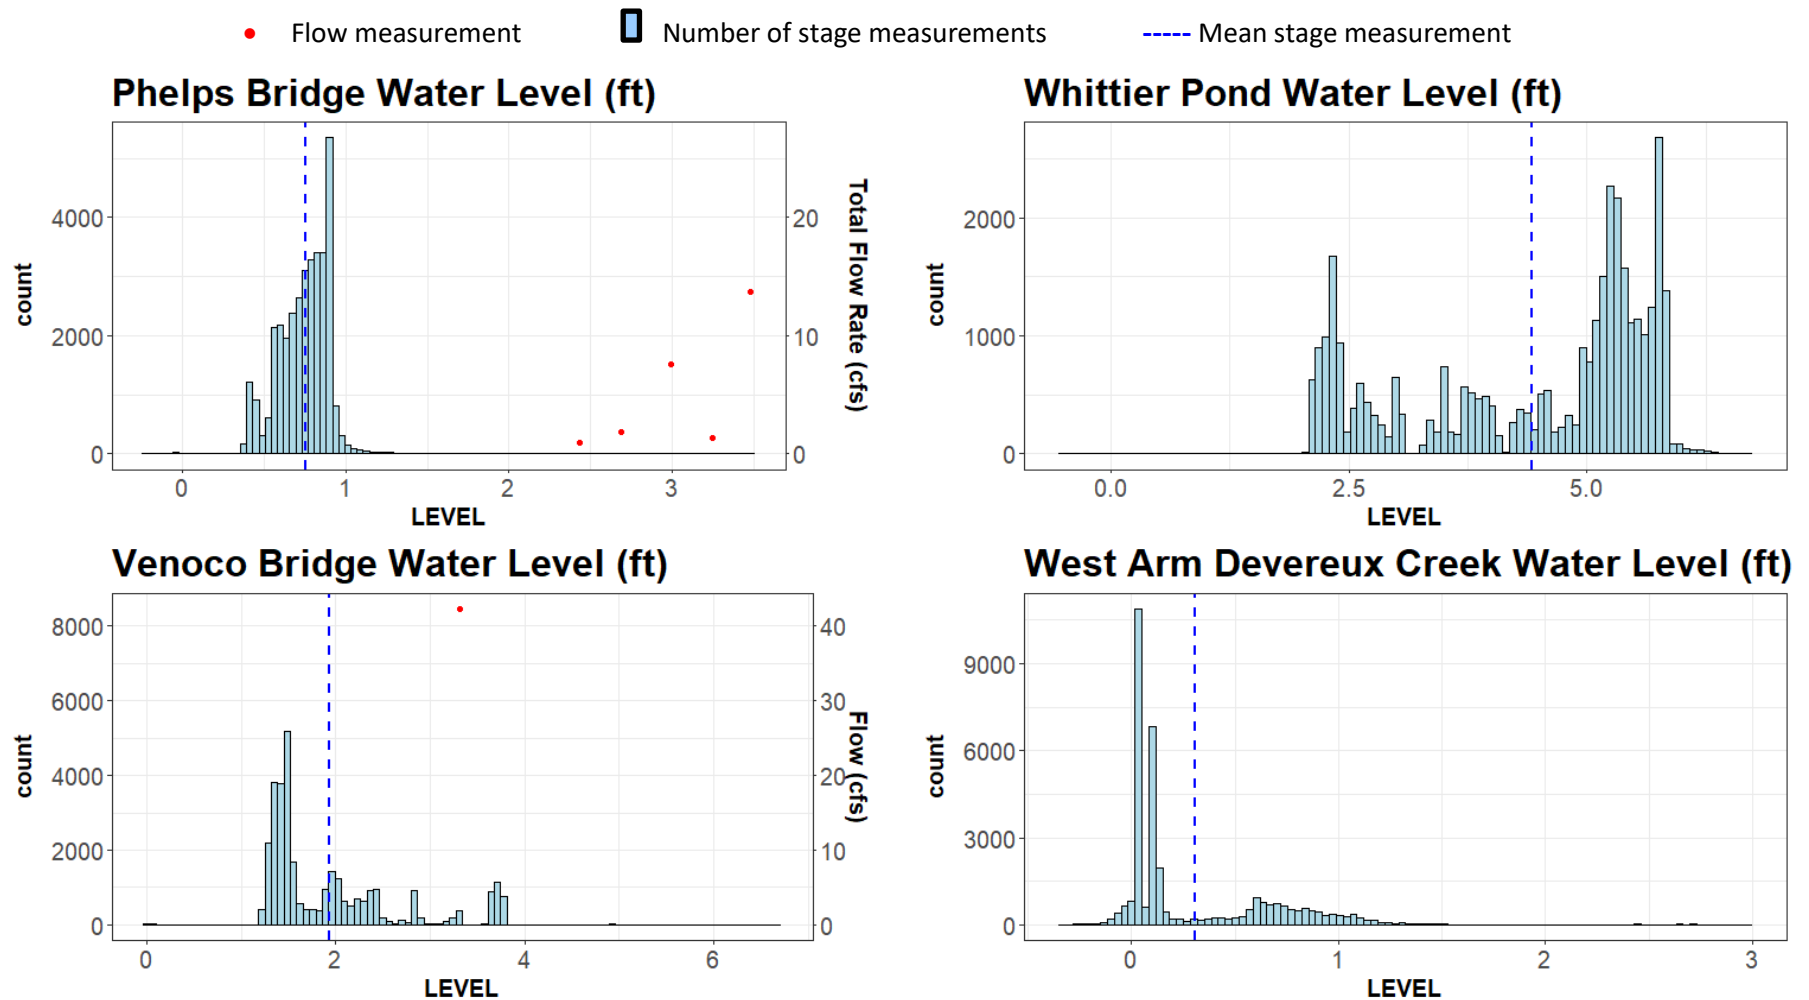 Flow measurement Number of stage measurements ----- Mean stage measurement
Phelps Bridge Water Level (ft)
count
4000
2000
0
20
10
0
Total Flow Rate (cfs)
0 1 2 3
LEVEL
Whittier Pond Water Level (ft)
count
2000
1000
0
0.0 2.5 5.0
LEVEL
Venoco Bridge Water Level (ft)
count
8000
6000
4000
2000
0
40
30
20
10
0
Flow (cfs)
0 2 4 6
LEVEL
West Arm Devereux Creek Water Level (ft)
count
9000
6000
3000
0
0 1 2 3
LEVEL